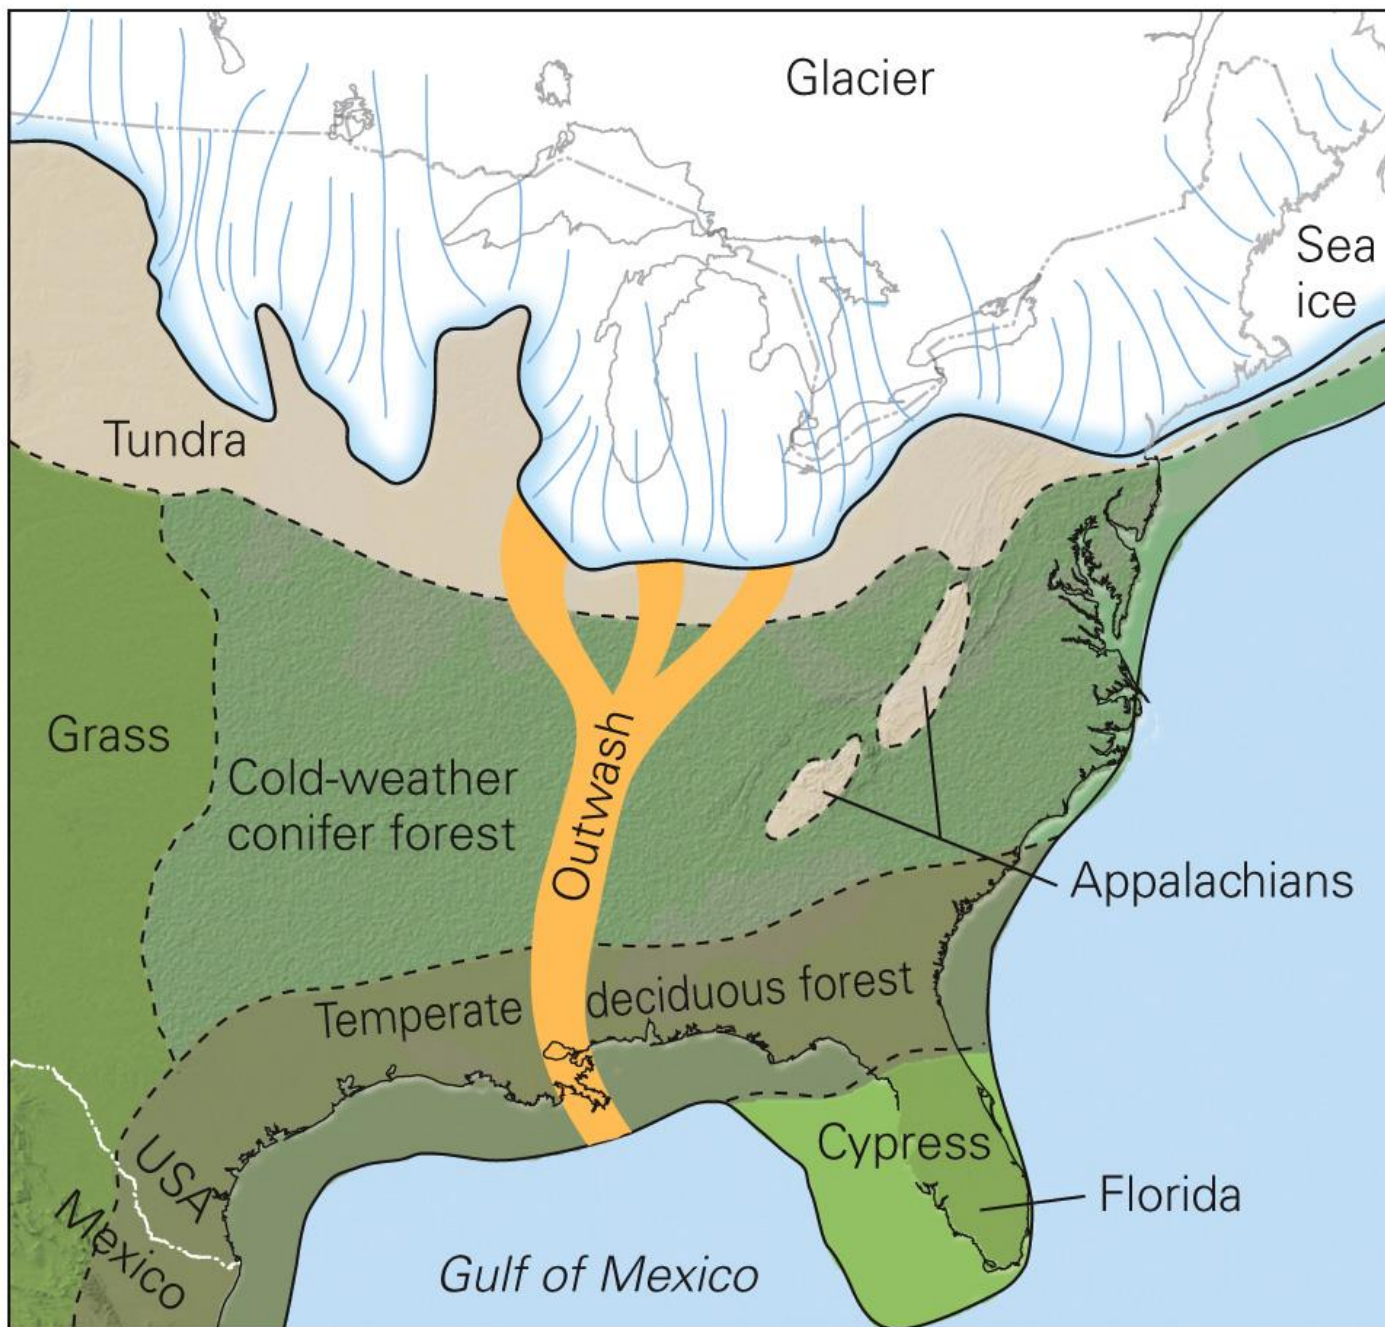 Glacier
Sea
ice
Tundra
Grass
Cold-weather
conifer forest
Outwash
Appalachians
Temperate deciduous forest
USA
Mexico
Cypress
Florida
Gulf of Mexico